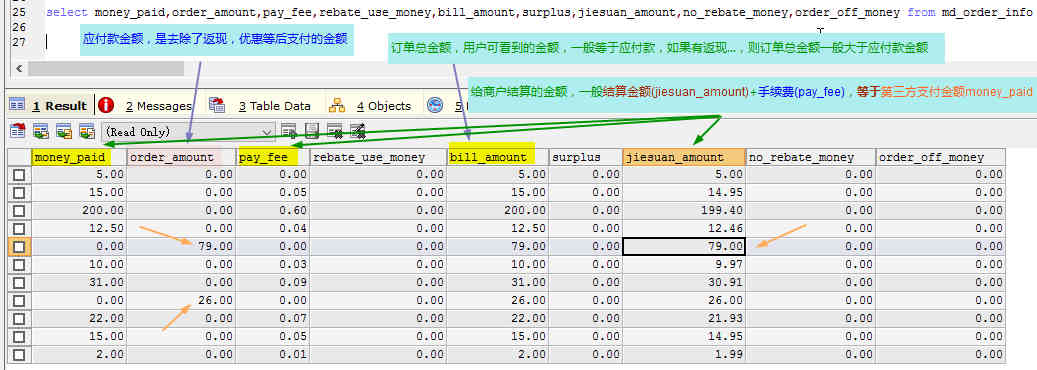 25
26
27
select money_paid,order_amount,pay_fee,rebate_use_money,bill_amount,surplus,jiesuan_amount,no_rebate_money,order_off_money from md_order_info
应付款金额，是去除了返现，优惠等后支付的金额
订单总金额，用户可看到的金额，一般等于应付款，如果有返现...，则订单总金额一般大于应付款金额
给商户结算的金额，一般结算金额(jiesuan_amount)+手续费(pay_fee)，等于第三方支付金额money_paid
1 Result 2 Messages 3 Table Data 4 Objects 5
(Read Only)
money_paid order_amount pay_fee rebate_use_money bill_amount surplus jiesuan_amount no_rebate_money order_off_money
5.00 0.00 0.00 0.00 5.00 0.00 5.00 0.00 0.00
15.00 0.00 0.05 0.00 15.00 0.00 14.95 0.00 0.00
200.00 0.00 0.60 0.00 200.00 0.00 199.40 0.00 0.00
12.50 0.00 0.04 0.00 12.50 0.00 12.46 0.00 0.00
0.00 79.00 0.00 0.00 79.00 0.00 79.00 0.00 0.00
10.00 0.00 0.03 0.00 10.00 0.00 9.97 0.00 0.00
31.00 0.00 0.09 0.00 31.00 0.00 30.91 0.00 0.00
0.00 26.00 0.00 0.00 26.00 0.00 26.00 0.00 0.00
22.00 0.00 0.07 0.00 22.00 0.00 21.93 0.00 0.00
15.00 0.00 0.05 0.00 15.00 0.00 14.95 0.00 0.00
2.00 0.00 0.01 0.00 2.00 0.00 1.99 0.00 0.00